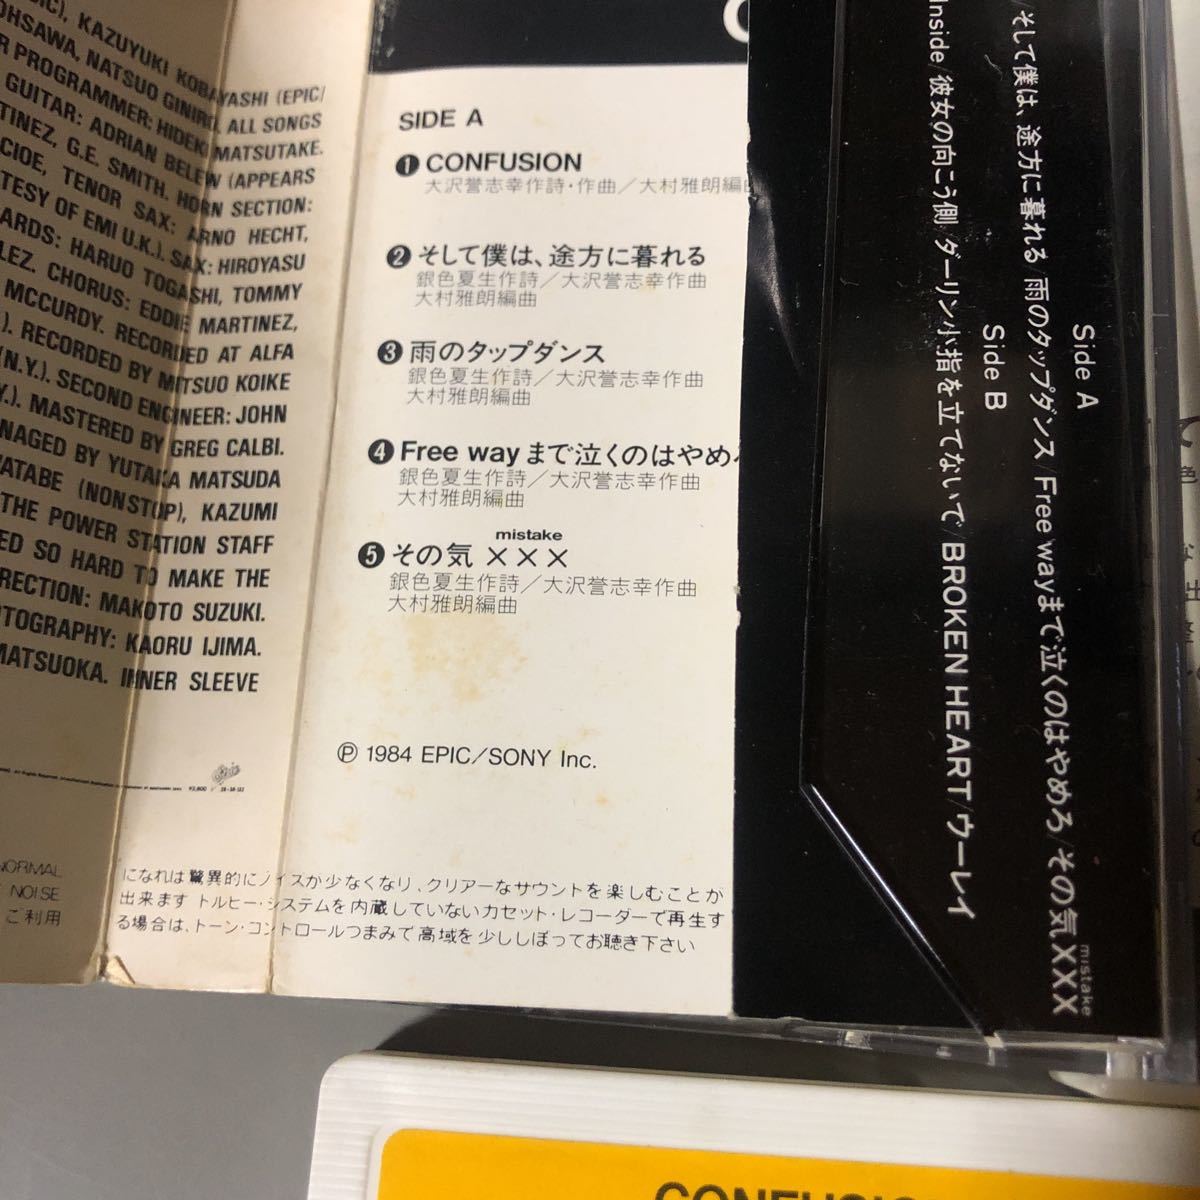 KAZUYUKI KOBAYASHI (EPIC/
OHSAWA, NATSUO GINIRO. ALL SONGS
PROGRAMMER: HIDEKI MATSUTAKE.
GUITAR: ADRIAN BELEW (APPEARS
TINEZ, G.E. SMITH. HORN SECTION:
CIOE, TENOR SAX: ARNO HECHT,
TESY OF EMI U.K.). SAX: HIROYASU
ARDS: HARUO TOGASHI, TOMMY
LEZ. CHORUS: EDDIE MARTINEZ,
MCCURDY. RECORDED AT ALFA
). RECORDED BY MITSUO KOIKE
(N.Y.). SECOND ENGINEER: JOHN
Y.). MASTERED BY GREG CALBI.
NAGED BY YUTAKA MATSUDA
WATABE (NONSTOP), KAZUMI
THE POWER STATION STAFF
ED SO HARD TO MAKE THE
RECTION: MAKOTO SUZUKI.
OTOGRAPHY: KAORU IJIMA.
MATSUOKA. INNER SLEEVE
Epic
¥2,800
NORMAL
NOISE
ご利用
SIDE A
❶ CONFUSION
大沢誉志幸作詩・作曲／大村雅朗編曲
❷ そして僕は、途方に暮れる
銀色夏生作詩／大沢誉志幸作曲
大村雅朗編曲
❸ 雨のタップダンス
銀色夏生作詩／大沢誉志幸作曲
大村雅朗編曲
❹ Free wayまで泣くのはやめ
銀色夏生作詩／大沢誉志幸作曲
大村雅朗編曲
mistake
❺ その気 ×××
銀色夏生作詩／大沢誉志幸作曲
大村雅朗編曲
Ⓟ 1984 EPIC/SONY Inc.
になれは驚異的にノイスが少なくなり、クリアーなサウントを楽しむことが
出来ます トルヒー・システムを内蔵していないカセット・レコーダーで再生す
る場合は、トーン・コントロールつまみで高域を少ししぼってお聴き下さい
Side A
/そして僕は、途方に暮れる/雨のタップダンス/Free wayまで泣くのはやめろ/その気XXX
mistake
Side B
Inside/彼女の向こう側/ダーリン小指を立てないで/BROKEN HEART/ウーレイ
CONFUSIO